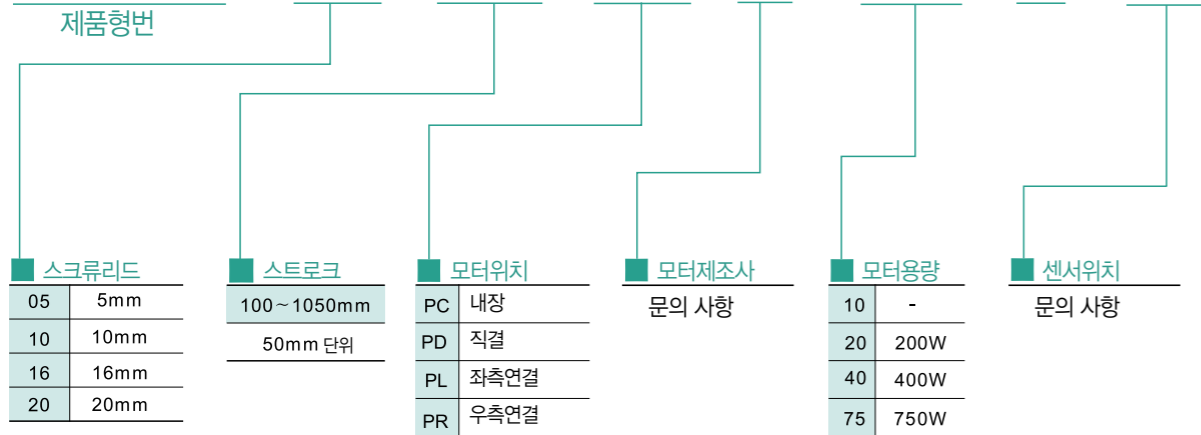 제품형번
스크류리드
05 5mm
10 10mm
16 16mm
20 20mm
스트로크
100~1050mm
50mm 단위
모터위치
PC 내장
PD 직결
PL 좌측연결
PR 우측연결
모터제조사
문의 사항
모터용량
10 -
20 200W
40 400W
75 750W
센서위치
문의 사항